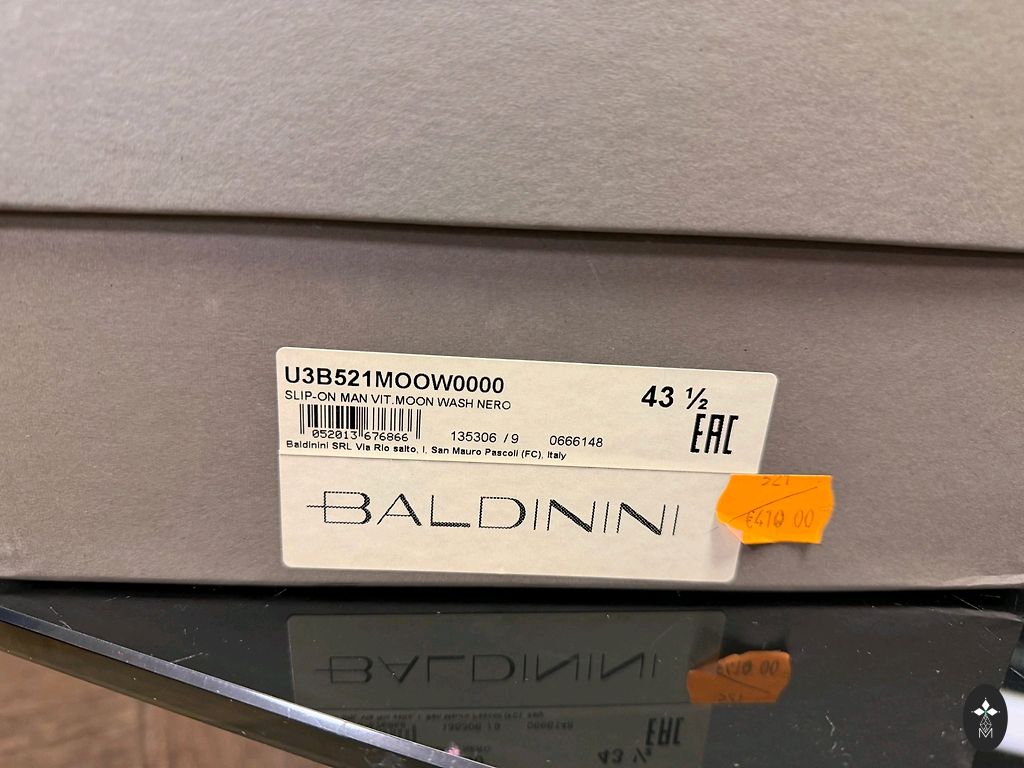 U3B521MOOW0000
43 ½
SLIP-ON MAN VIT.MOON WASH NERO
EAC
052013 676866
135306 / 9 0666148
Baldinini SRL Via Rio salto, I, San Mauro Pascoli (FC), Italy
BALDININI
521
€410 00
M